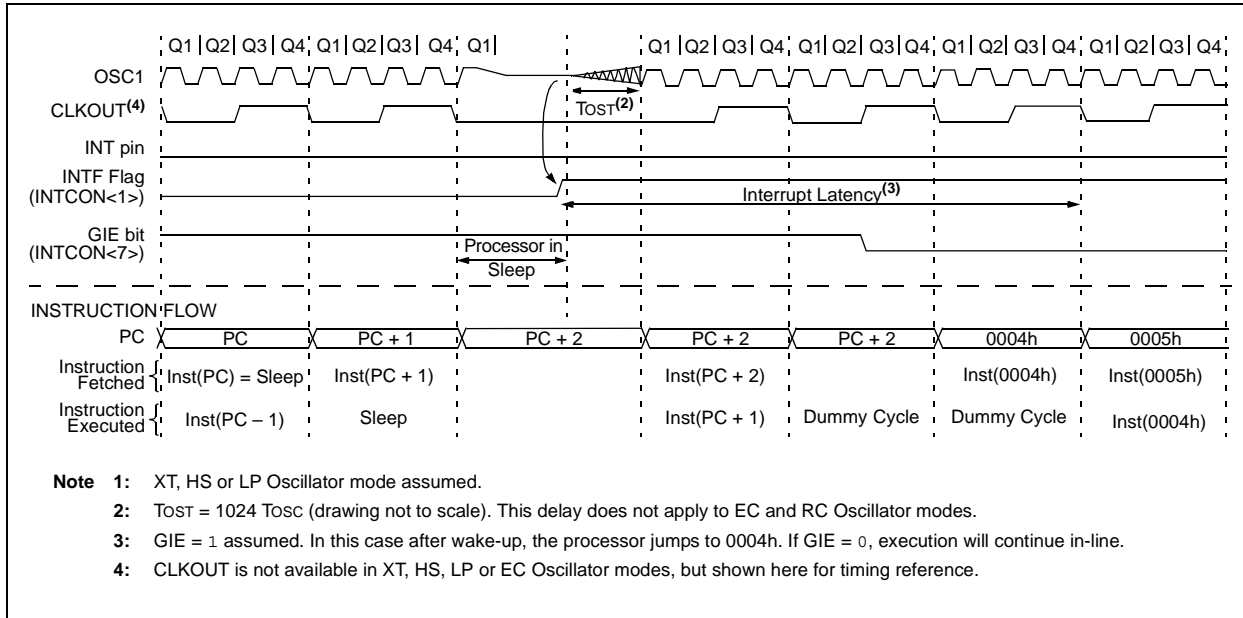 Q1 Q2 Q3 Q4 Q1 Q2 Q3 Q4 Q1 Q1 Q2 Q3 Q4 Q1 Q2 Q3 Q4 Q1 Q2 Q3 Q4 Q1 Q2 Q3 Q4
OSC1
TOST(2)
CLKOUT(4)
INT pin
INTF Flag
(INTCON<1>)
Interrupt Latency(3)
GIE bit
(INTCON<7>)
Processor in
Sleep
INSTRUCTION FLOW
PC PC PC + 1 PC + 2 PC + 2 PC + 2 0004h 0005h
Instruction
Fetched { Inst(PC) = Sleep Inst(PC + 1) Inst(PC + 2) Inst(0004h) Inst(0005h)
Instruction
Executed { Inst(PC – 1) Sleep Inst(PC + 1) Dummy Cycle Dummy Cycle Inst(0004h)
Note 1: XT, HS or LP Oscillator mode assumed.
2: TOST = 1024 TOSC (drawing not to scale). This delay does not apply to EC and RC Oscillator modes.
3: GIE = 1 assumed. In this case after wake-up, the processor jumps to 0004h. If GIE = 0, execution will continue in-line.
4: CLKOUT is not available in XT, HS, LP or EC Oscillator modes, but shown here for timing reference.